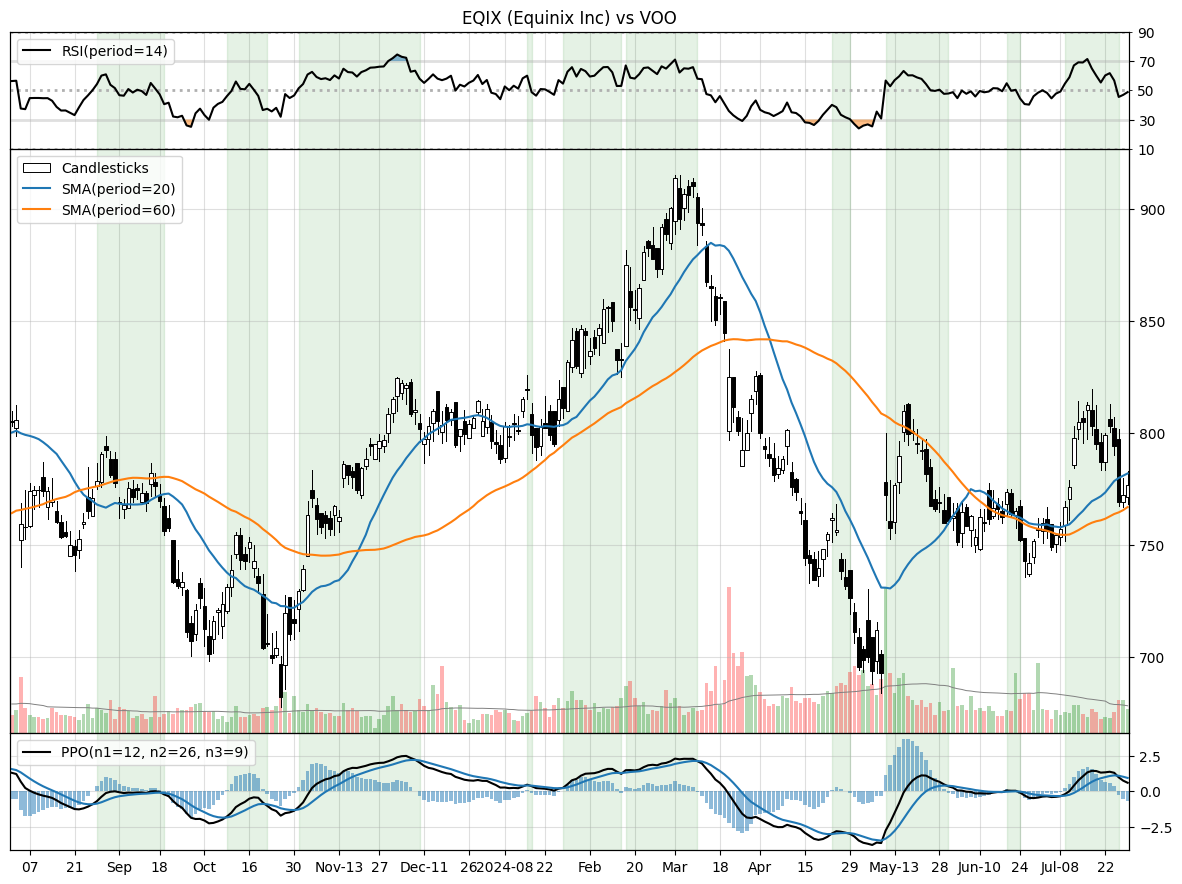 EQIX (Equinix Inc) vs VOO
RSI(period=14)
90
70
50
30
10
Candlesticks
SMA(period=20)
SMA(period=60)
900
850
800
750
700
PPO(n1=12, n2=26, n3=9)
2.5
0.0
−2.5
07 21 Sep 18 Oct 16 30 Nov-13 27 Dec-11 26 2024-08 22 Feb 20 Mar 18 Apr 15 29 May-13 28 Jun-10 24 Jul-08 22